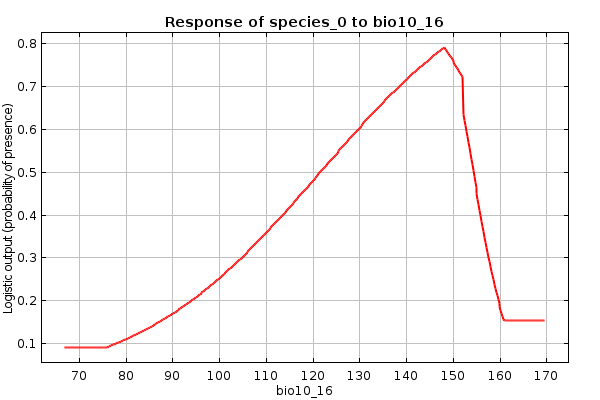 Response of species_0 to bio10_16
Logistic output (probability of presence)
0.8
0.7
0.6
0.5
0.4
0.3
0.2
0.1
70 80 90 100 110 120 130 140 150 160 170
bio10_16